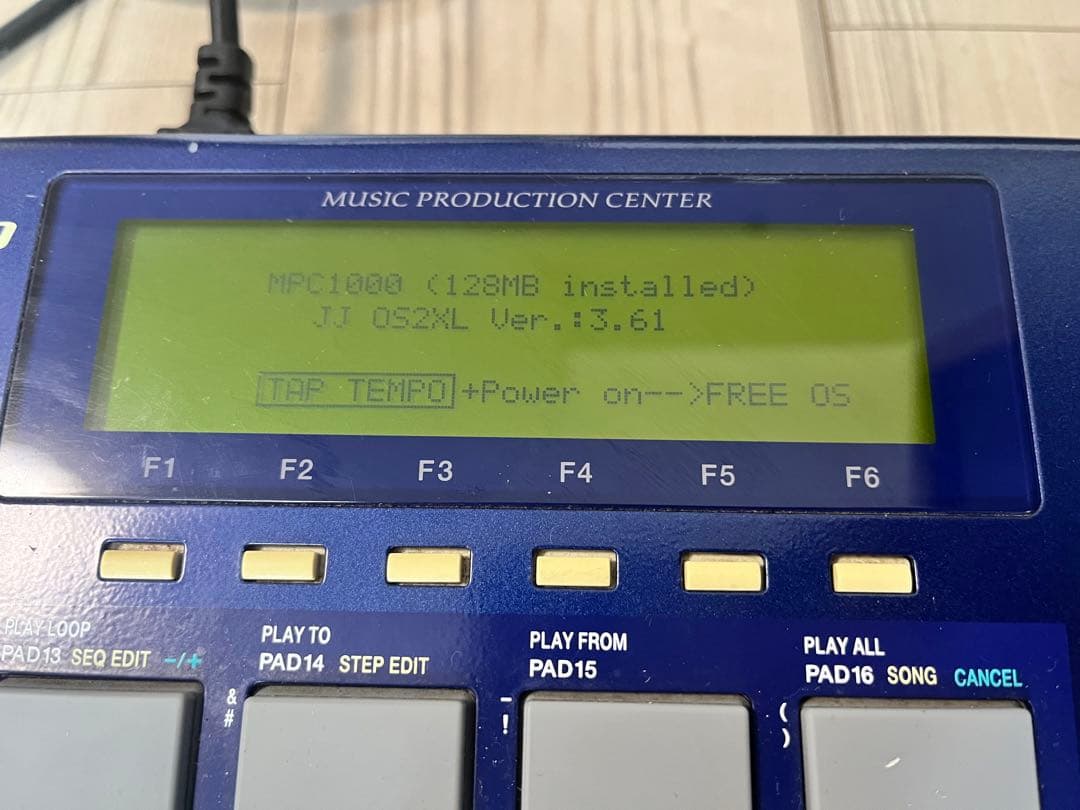 MUSIC PRODUCTION CENTER
MPC1000 (128MB installed)
JJ OS2XL Ver.:3.61
TAP TEMPO+Power on-->FREE OS
F1 F2 F3 F4 F5 F6
PLAY LOOP
PAD13 SEQ EDIT -/+
PLAY TO
PAD14 STEP EDIT
PLAY FROM
PAD15
PLAY ALL
PAD16 SONG CANCEL
&
#
-
!
(
)